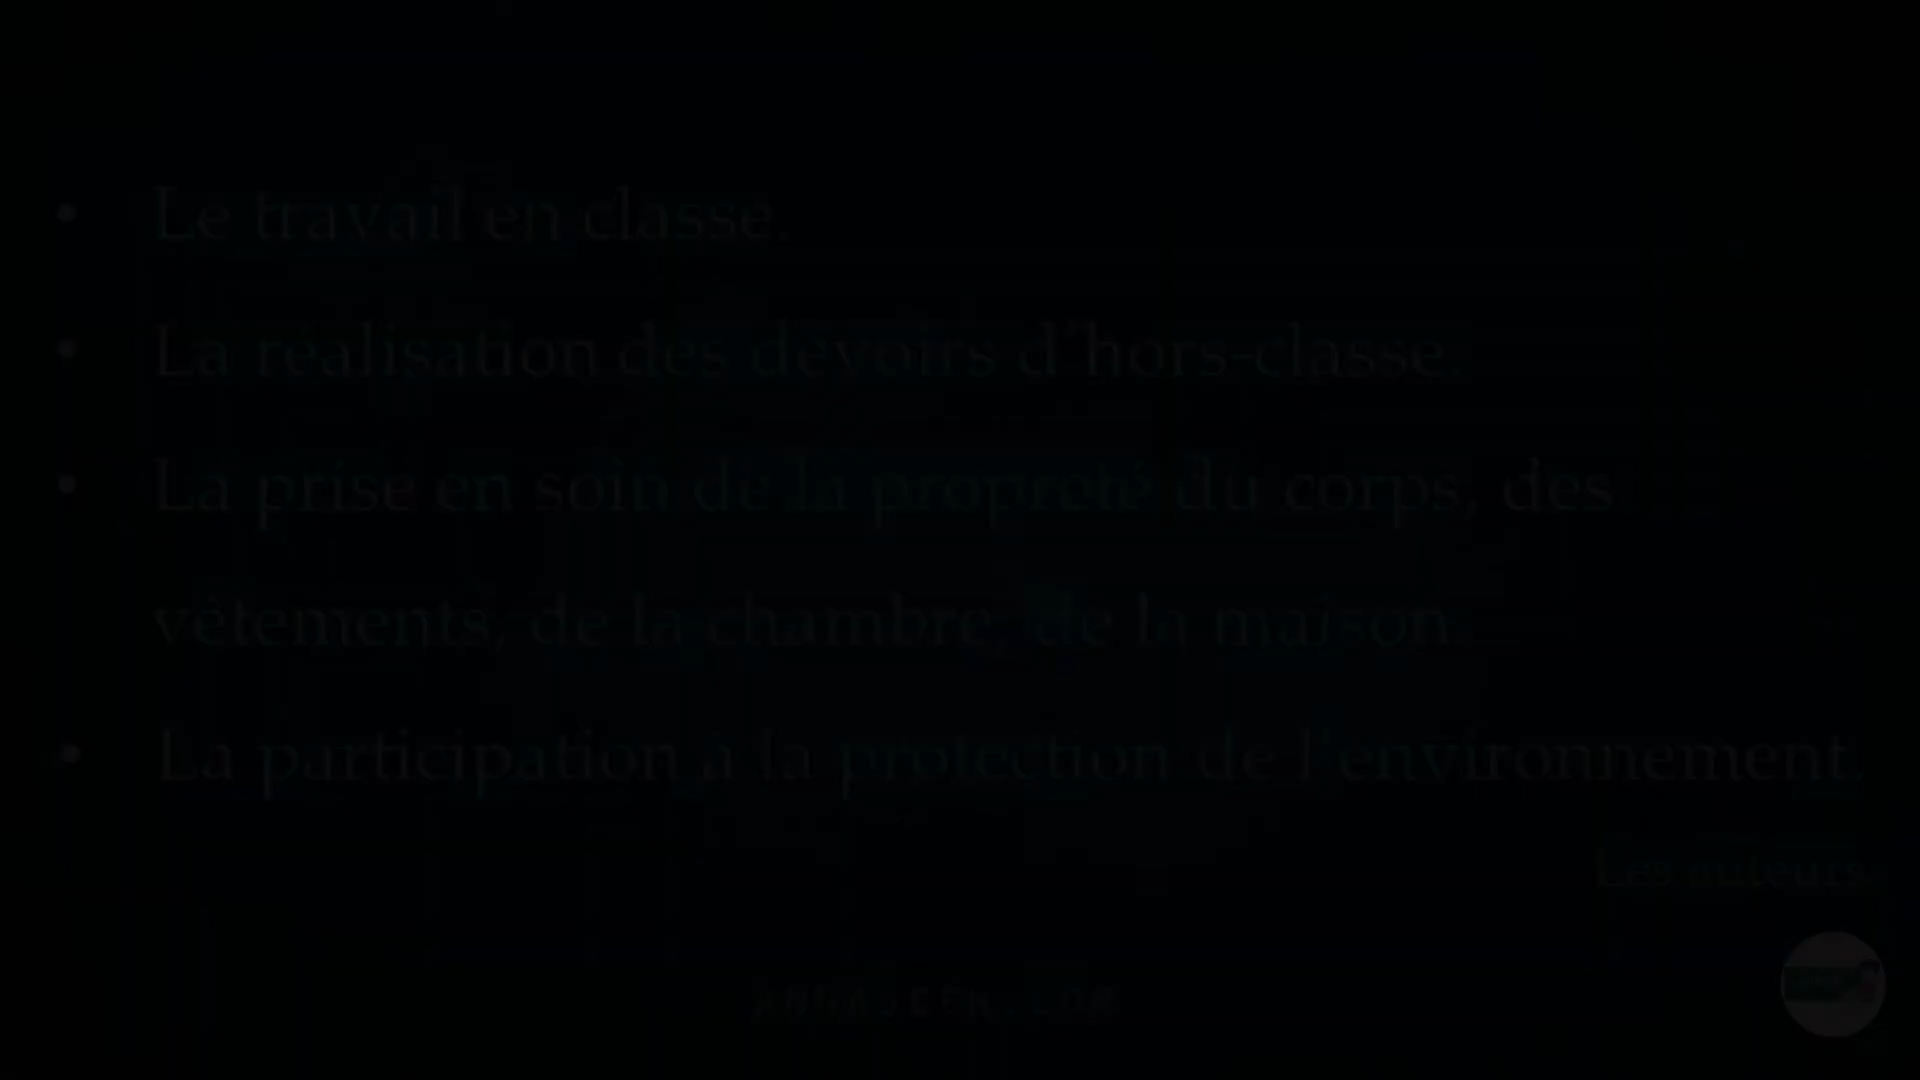 • Le travail en classe.
• La réalisation des devoirs d'hors-classe.
• La prise en soin de la propreté du corps, des
vêtements, de la chambre, de la maison.
• La participation à la protection de l'environnement.
Les auteurs